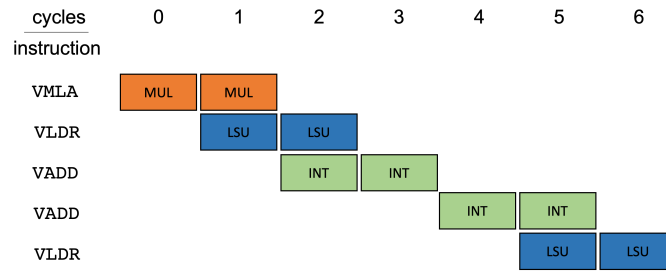 cycles 0 1 2 3 4 5 6
instruction
VMLA MUL MUL
VLDR LSU LSU
VADD INT INT
VADD INT INT
VLDR LSU LSU